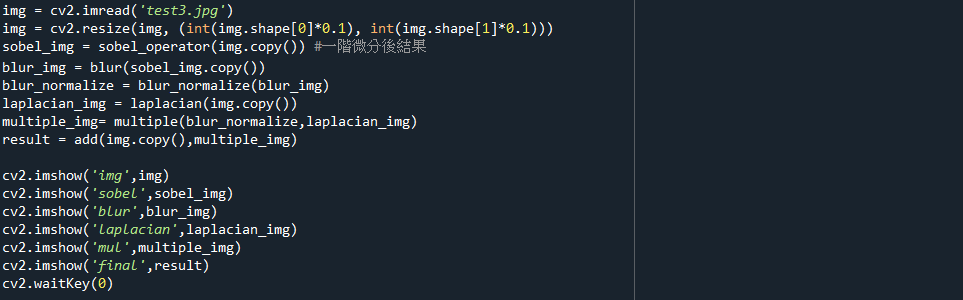 img = cv2.imread('test3.jpg')
img = cv2.resize(img, (int(img.shape[0]*0.1), int(img.shape[1]*0.1)))
sobel_img = sobel_operator(img.copy()) #一階微分後結果
blur_img = blur(sobel_img.copy())
blur_normalize = blur_normalize(blur_img)
laplacian_img = laplacian(img.copy())
multiple_img= multiple(blur_normalize,laplacian_img)
result = add(img.copy(),multiple_img)
cv2.imshow('img',img)
cv2.imshow('sobel',sobel_img)
cv2.imshow('blur',blur_img)
cv2.imshow('laplacian',laplacian_img)
cv2.imshow('mul',multiple_img)
cv2.imshow('final',result)
cv2.waitKey(0)